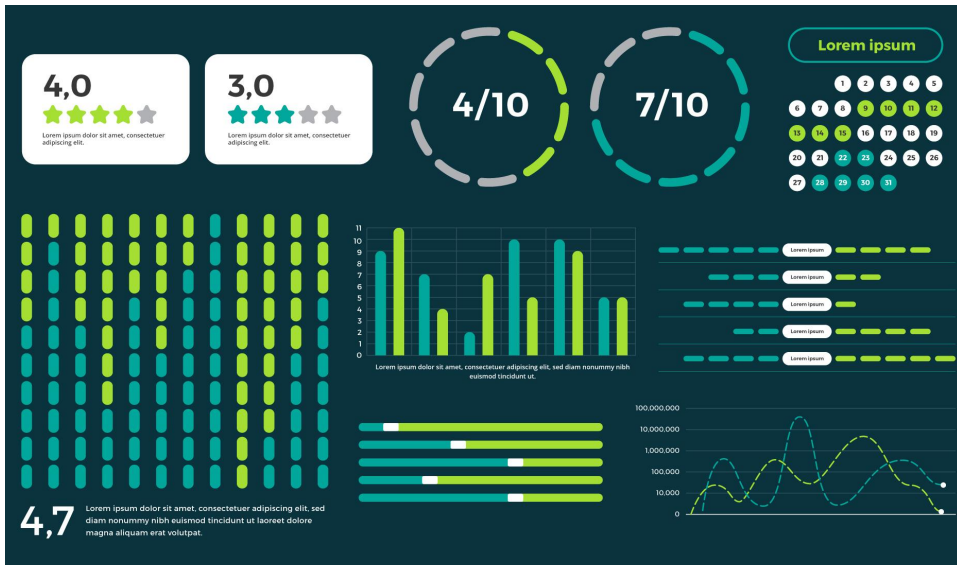 4,0
Lorem ipsum dolor sit amet, consectetuer
adipiscing elit.
3,0
Lorem ipsum dolor sit amet, consectetuer
adipiscing elit.
4/10
7/10
Lorem ipsum
1 2 3 4 5
6 7 8 9 10 11 12
13 14 15 16 17 18 19
20 21 22 23 24 25 26
27 28 29 30 31
4,7
Lorem ipsum dolor sit amet, consectetuer adipiscing elit, sed
diam nonummy nibh euismod tincidunt ut laoreet dolore
magna aliquam erat volutpat.
11
10
9
8
7
6
5
4
3
2
1
0
Lorem ipsum dolor sit amet, consectetuer adipiscing elit, sed diam nonummy nibh
euismod tincidunt ut.
Lorem ipsum
Lorem ipsum
Lorem ipsum
Lorem ipsum
Lorem ipsum
100,000,000
10,000,000
1,000,000
100,000
10,000
0